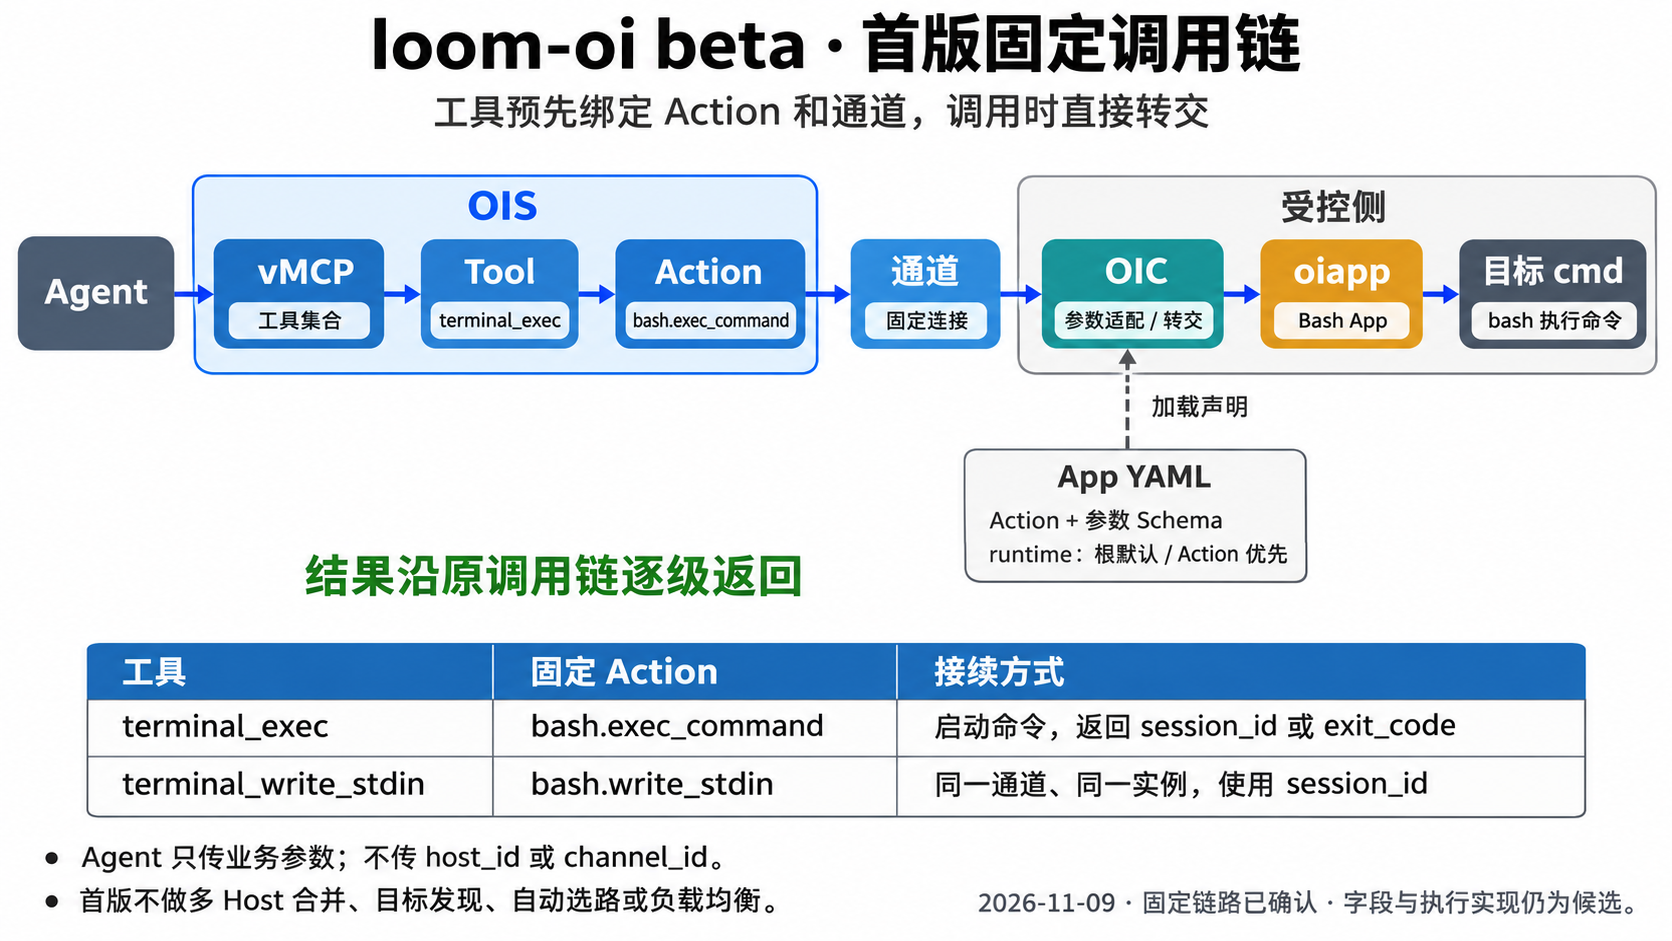 loom-oi beta · 首版固定调用链
工具预先绑定 Action 和通道，调用时直接转交
OIS
受控侧
Agent
vMCP
工具集合
Tool
terminal_exec
Action
bash.exec_command
通道
固定连接
OIC
参数适配 / 转交
oiapp
Bash App
目标 cmd
bash 执行命令
加载声明
App YAML
Action + 参数 Schema
runtime：根默认 / Action 优先
结果沿原调用链逐级返回
工具 固定 Action 接续方式
terminal_exec bash.exec_command 启动命令，返回 session_id 或 exit_code
terminal_write_stdin bash.write_stdin 同一通道、同一实例，使用 session_id
● Agent 只传业务参数；不传 host_id 或 channel_id。
● 首版不做多 Host 合并、目标发现、自动选路或负载均衡。
2026-11-09 · 固定链路已确认 · 字段与执行实现仍为候选。